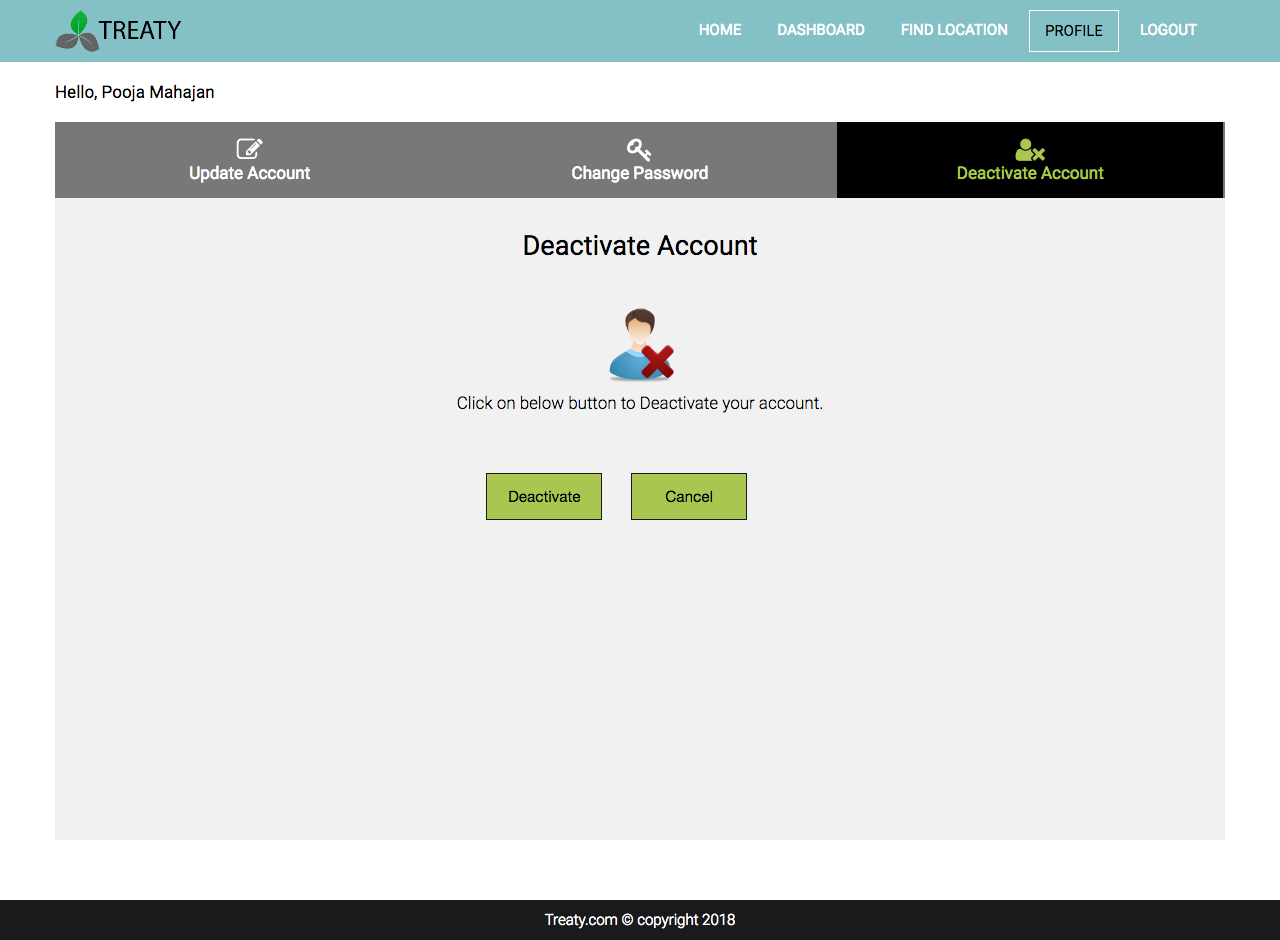 TREATY
HOME DASHBOARD FIND LOCATION PROFILE LOGOUT
Hello, Pooja Mahajan
Update Account Change Password Deactivate Account
Deactivate Account
Click on below button to Deactivate your account.
Deactivate Cancel
Treaty.com © copyright 2018